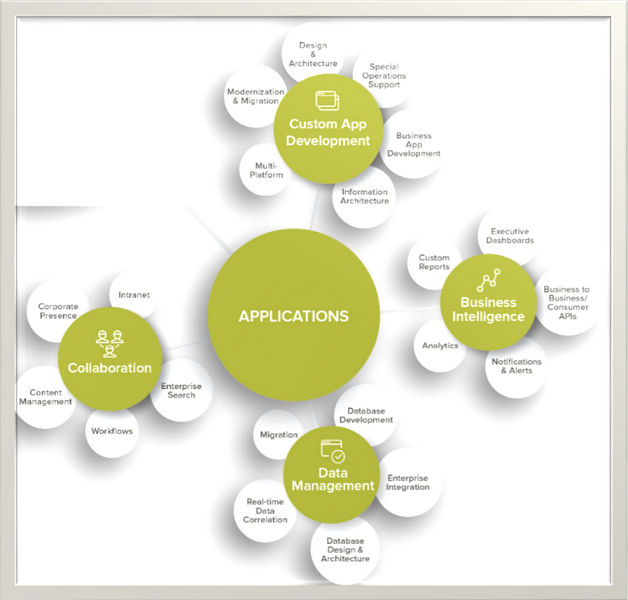 Design
&
Architecture
Special
Operations
Support
Modernization
& Migration
Custom App
Development
Business
App
Development
Multi-
Platform
Information
Architecture
Executive
Dashboards
Custom
Reports
Business to
Business/
Consumer
APIs
Business
Intelligence
Analytics
Notifications
& Alerts
APPLICATIONS
Intranet
Corporate
Presence
Collaboration
Content
Management
Enterprise
Search
Workflows
Database
Development
Migration
Data
Management
Enterprise
Integration
Real-time
Data
Correlation
Database
Design &
Architecture